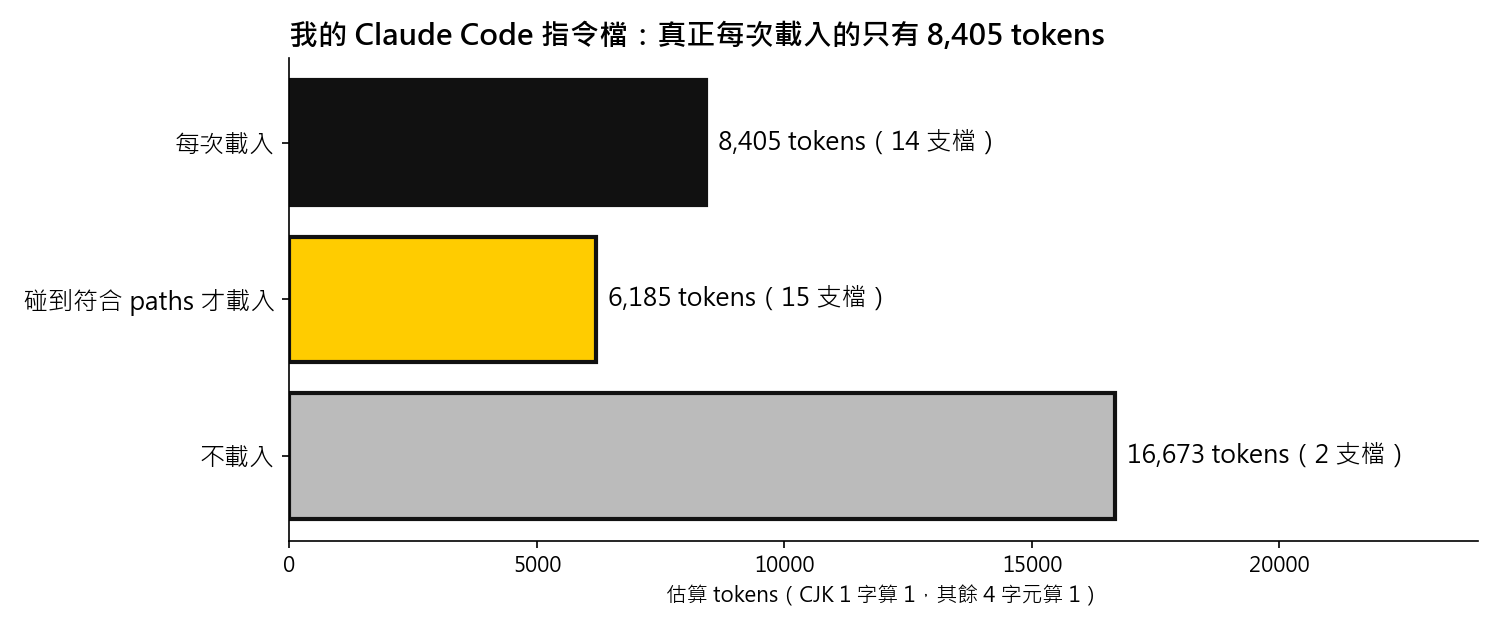 我的 Claude Code 指令檔：真正每次載入的只有 8,405 tokens
每次載入
8,405 tokens（14 支檔）
碰到符合 paths 才載入
6,185 tokens（15 支檔）
不載入
16,673 tokens（2 支檔）
0 5000 10000 15000 20000
估算 tokens（CJK 1 字算 1，其餘 4 字元算 1）